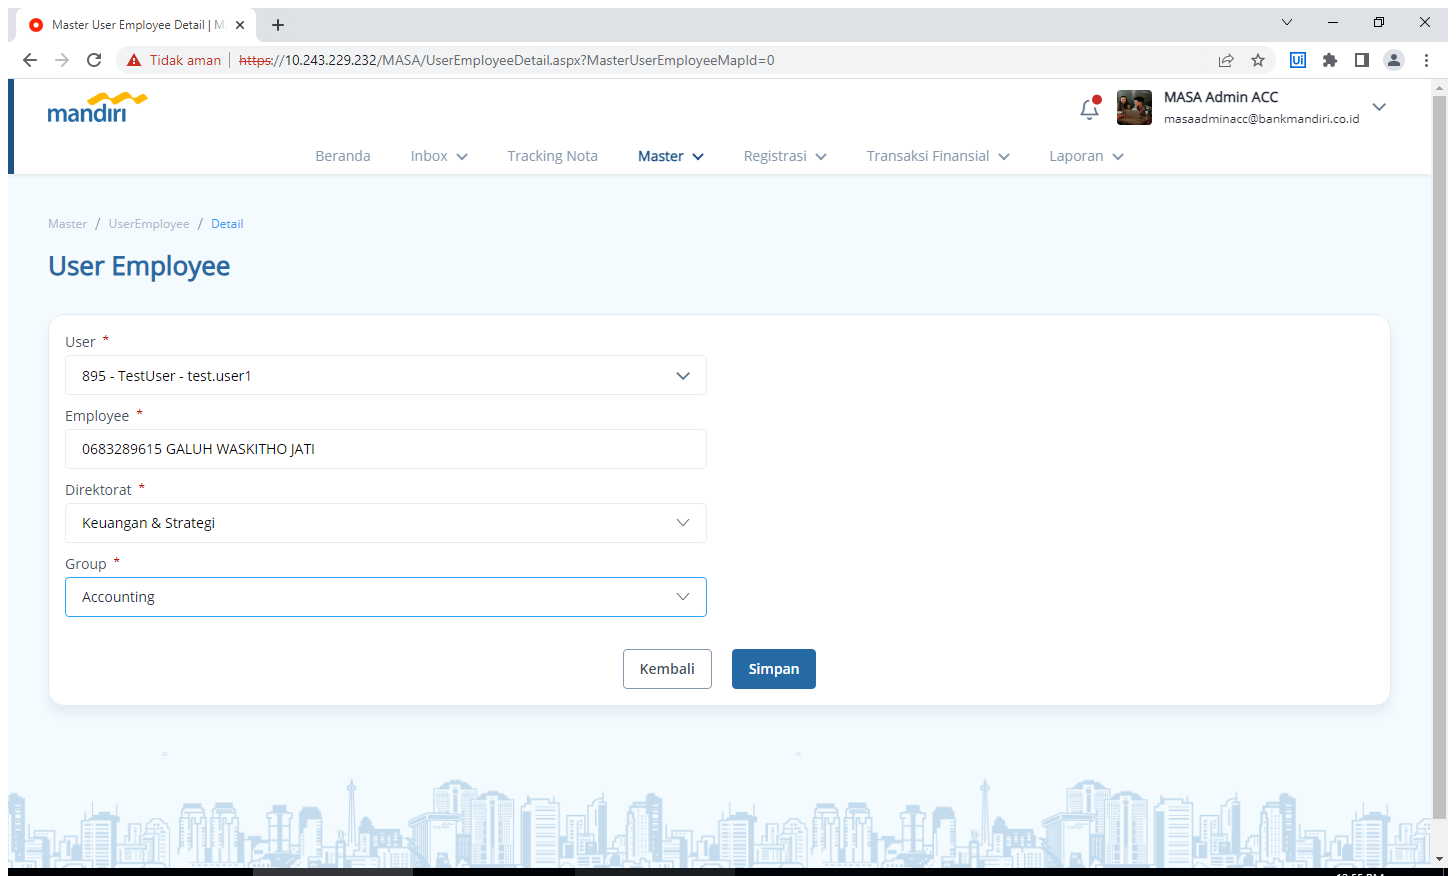 Master User Employee Detail | M
Tidak aman https://10.243.229.232/MASA/UserEmployeeDetail.aspx?MasterUserEmployeeMapId=0
Ui
mandiri
MASA Admin ACC
masaadminacc@bankmandiri.co.id
Beranda Inbox Tracking Nota Master Registrasi Transaksi Finansial Laporan
Master / UserEmployee / Detail
User Employee
User *
895 - TestUser - test.user1
Employee *
0683289615 GALUH WASKITHO JATI
Direktorat *
Keuangan & Strategi
Group *
Accounting
Kembali Simpan